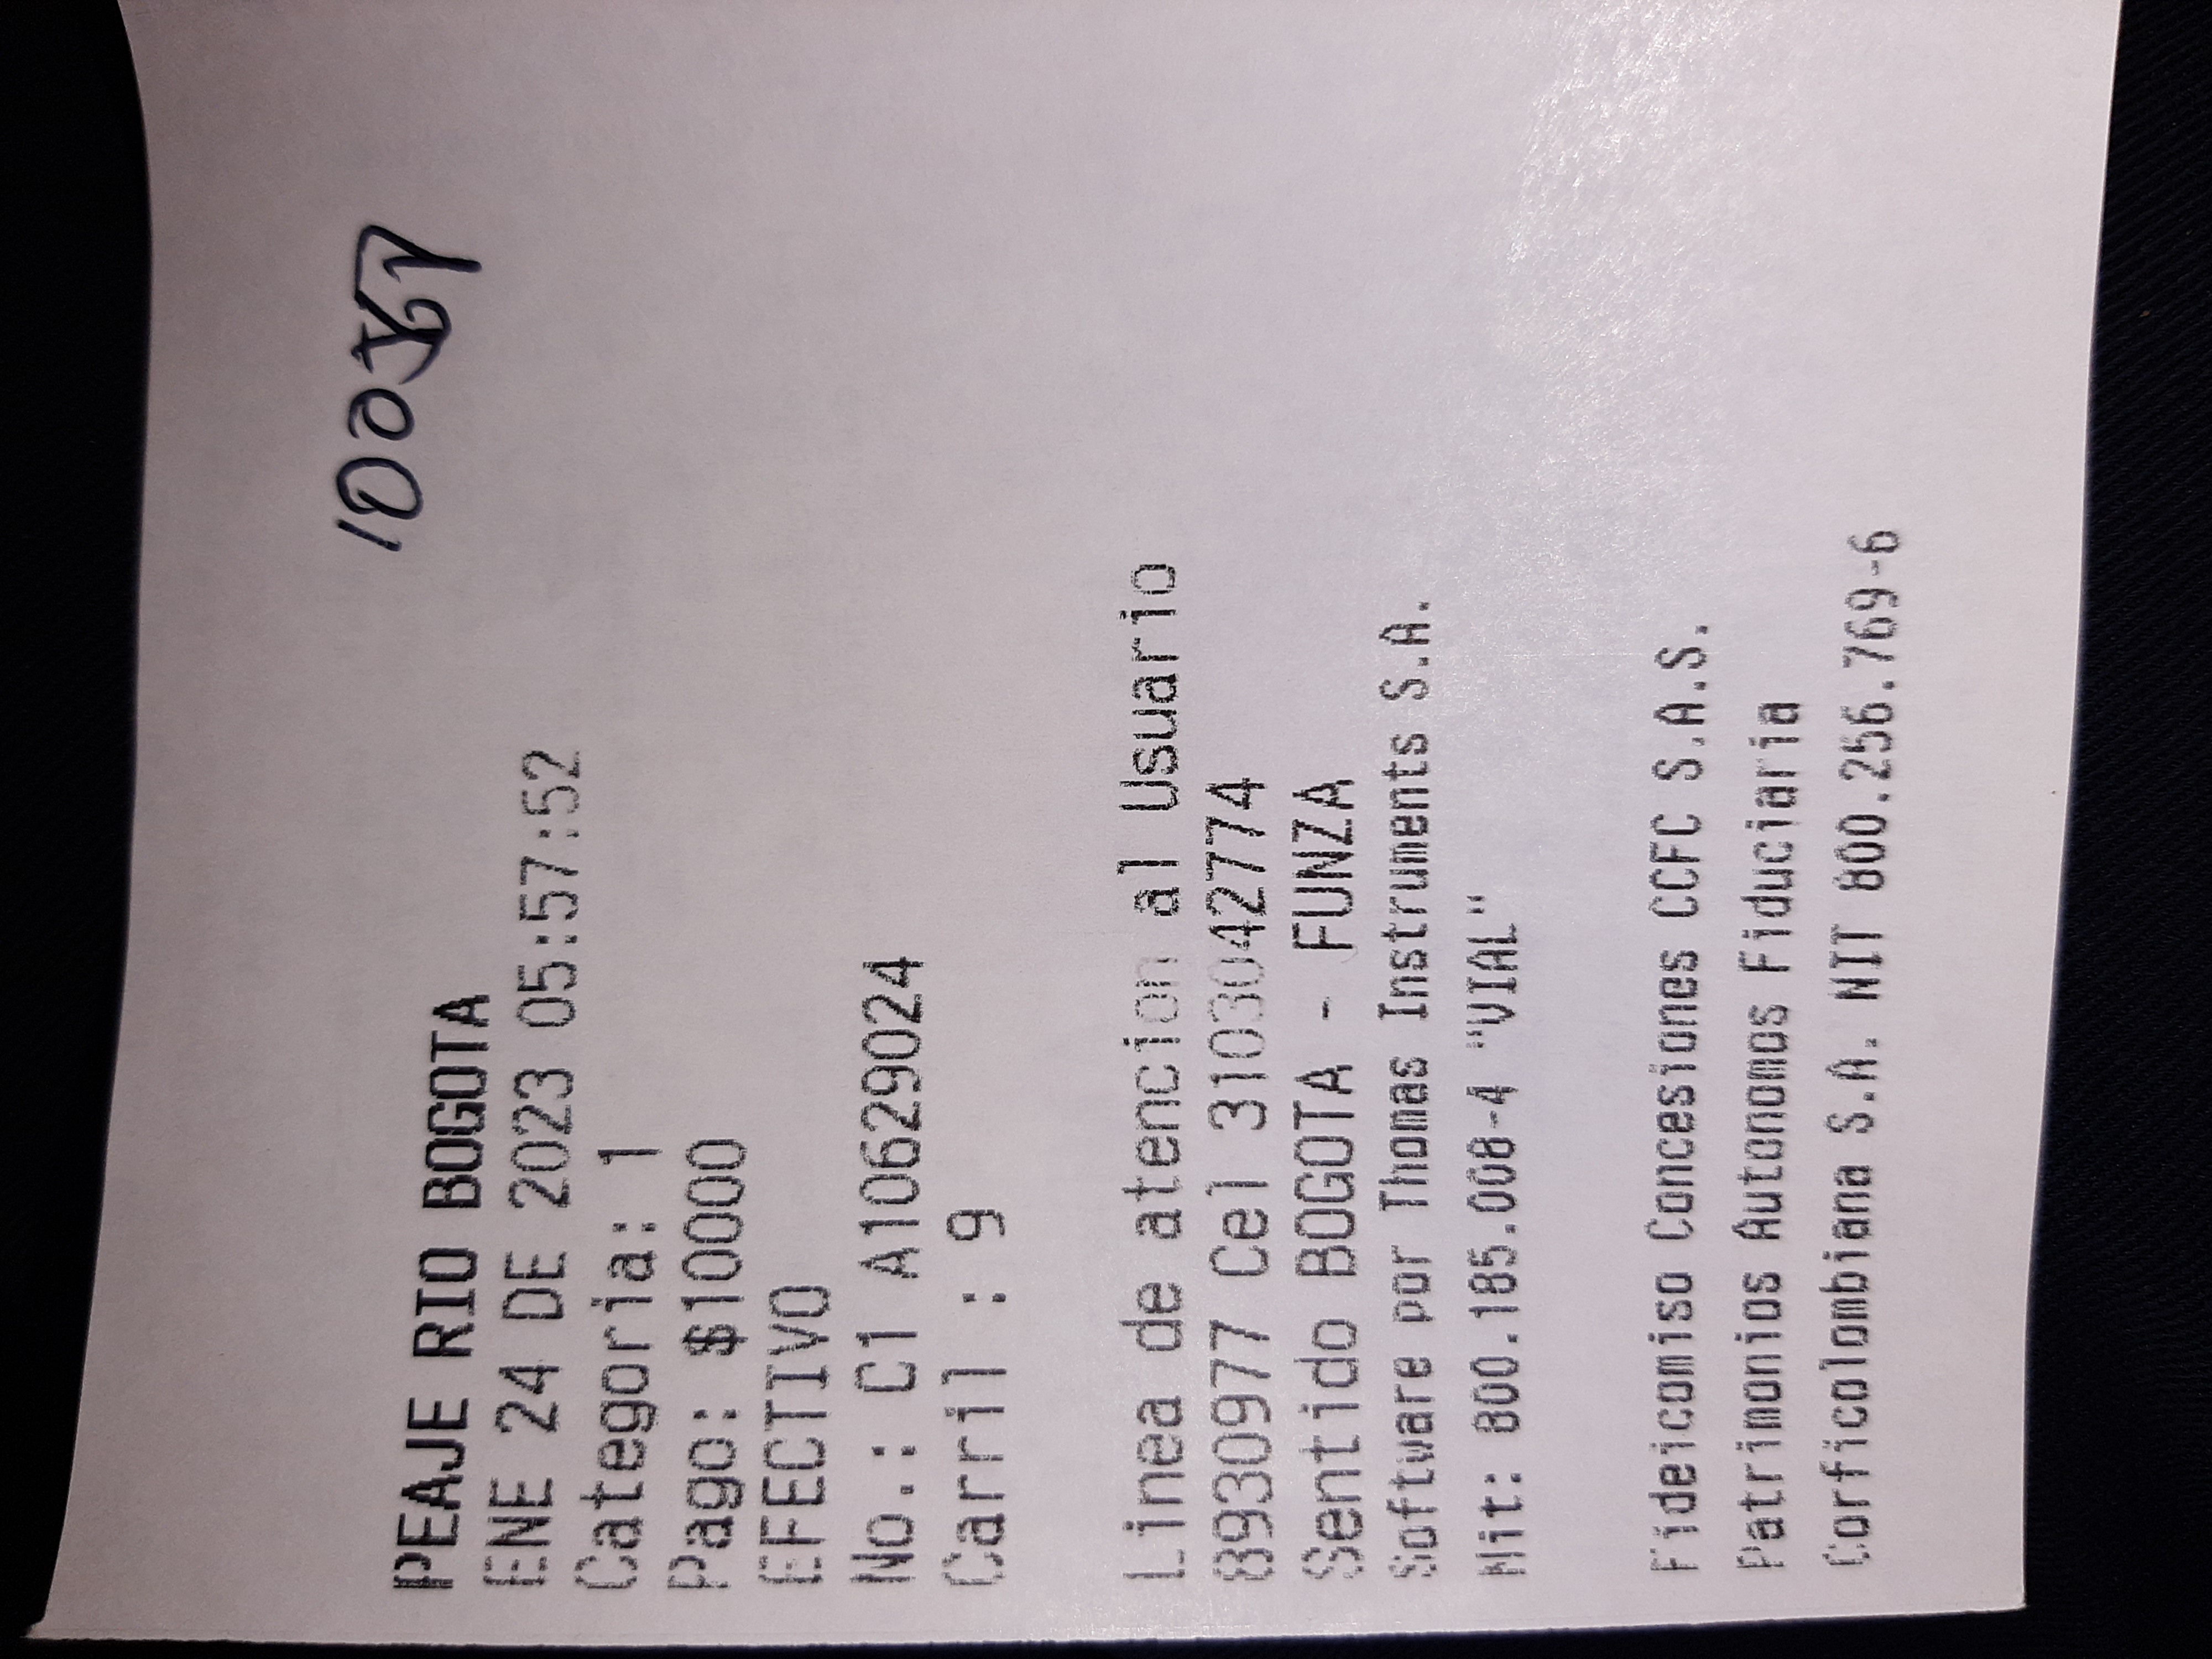 PEAJE RIO BOGOTA
ENE 24 DE 2023 05:57:52
Categoria: 1
Pago: $10000
EFECTIVO
No.: C1 A10629024
Carril : 9
Linea de atencion al Usuario
8930977 Cel 3103042774
Sentido BOGOTA - FUNZA
Software por Thomas Instruments S.A.
Nit: 800.185.008-4 "VIAL"
Fideicomiso Concesiones CCFC S.A.S.
Patrimonios Autonomos Fiduciaria
Corficolombiana S.A. NIT 800.256.769-6